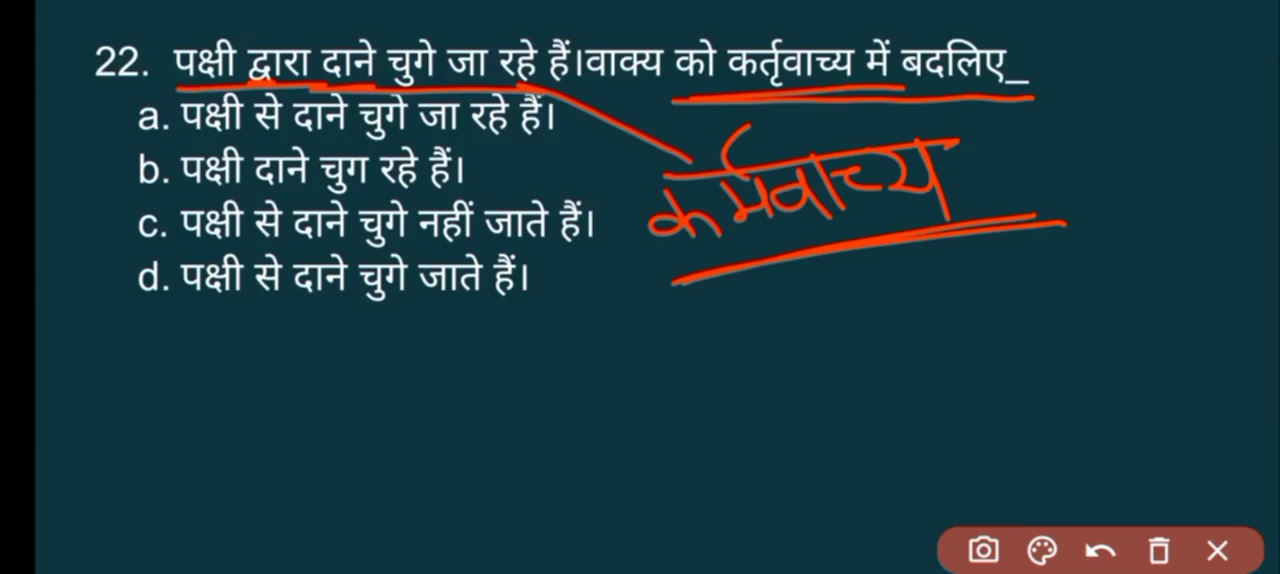 22. पक्षी द्वारा दाने चुगे जा रहे हैं।वाक्य को कर्तृवाच्य में बदलिए_
a. पक्षी से दाने चुगे जा रहे हैं।
b. पक्षी दाने चुग रहे हैं।
कर्मवाच्य
c. पक्षी से दाने चुगे नहीं जाते हैं।
d. पक्षी से दाने चुगे जाते हैं।